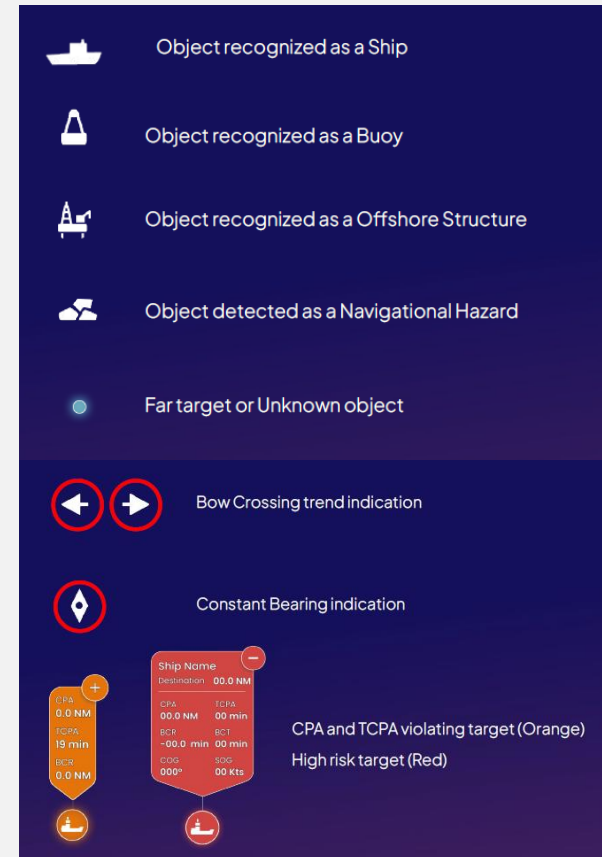 Object recognized as a Ship
Object recognized as a Buoy
Object recognized as a Offshore Structure
Object detected as a Navigational Hazard
Far target or Unknown object
Bow Crossing trend indication
Constant Bearing indication
+
CPA
0.0 NM
TCPA
19 min
BCR
0.0 NM
−
Ship Name
Destination 00.0 NM
CPA TCPA
00.0 NM 00 min
BCR BCT
-00.0 min 00 min
COG SOG
000° 00 Kts
CPA and TCPA violating target (Orange)
High risk target (Red)